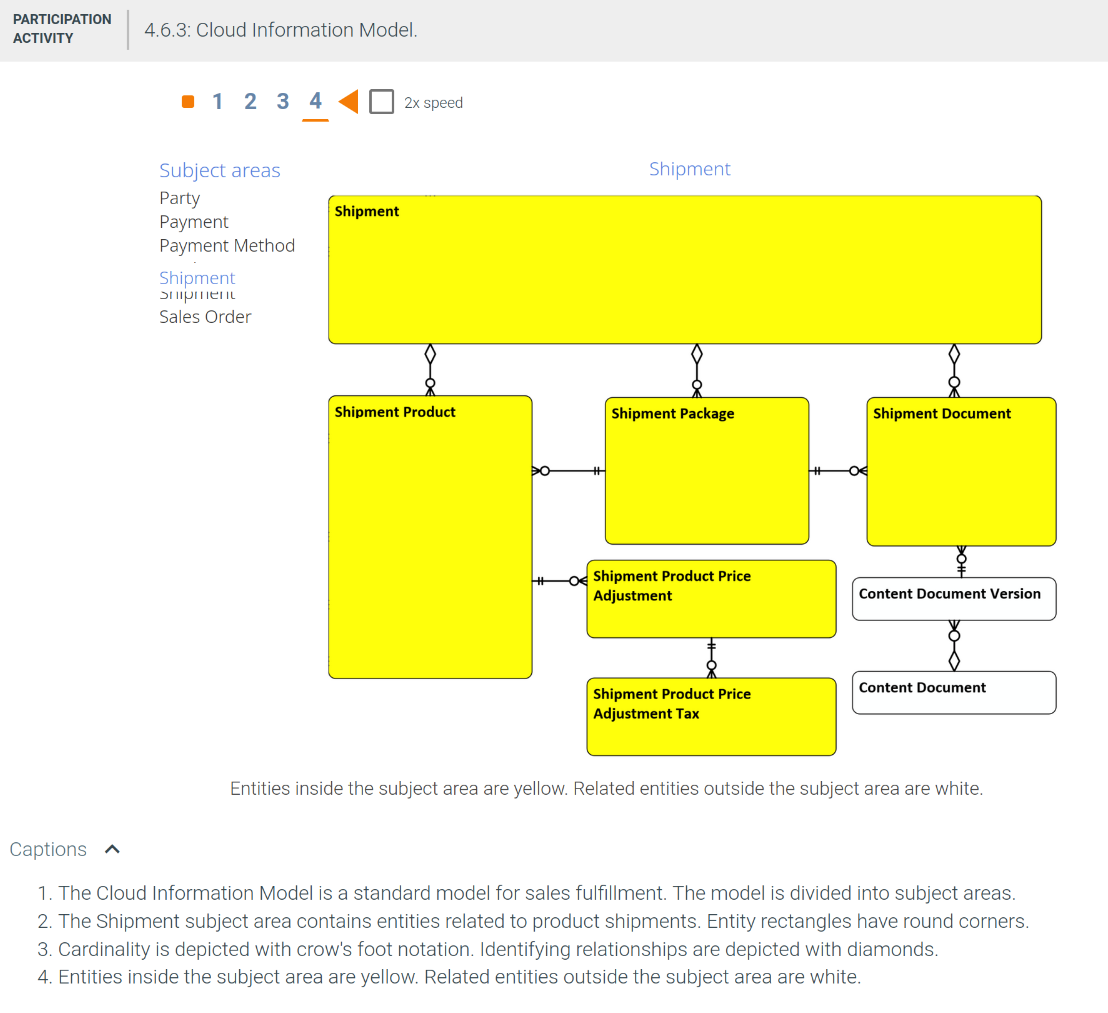 PARTICIPATION
ACTIVITY
4.6.3: Cloud Information Model.
1 2 3 4
2x speed
Subject areas
Party
Payment
Payment Method
Shipment
Shipment
Sales Order
Shipment
Shipment
Shipment Product
Shipment Package
Shipment Document
Shipment Product Price
Adjustment
Content Document Version
Shipment Product Price
Adjustment Tax
Content Document
Entities inside the subject area are yellow. Related entities outside the subject area are white.
Captions
1. The Cloud Information Model is a standard model for sales fulfillment. The model is divided into subject areas.
2. The Shipment subject area contains entities related to product shipments. Entity rectangles have round corners.
3. Cardinality is depicted with crow's foot notation. Identifying relationships are depicted with diamonds.
4. Entities inside the subject area are yellow. Related entities outside the subject area are white.